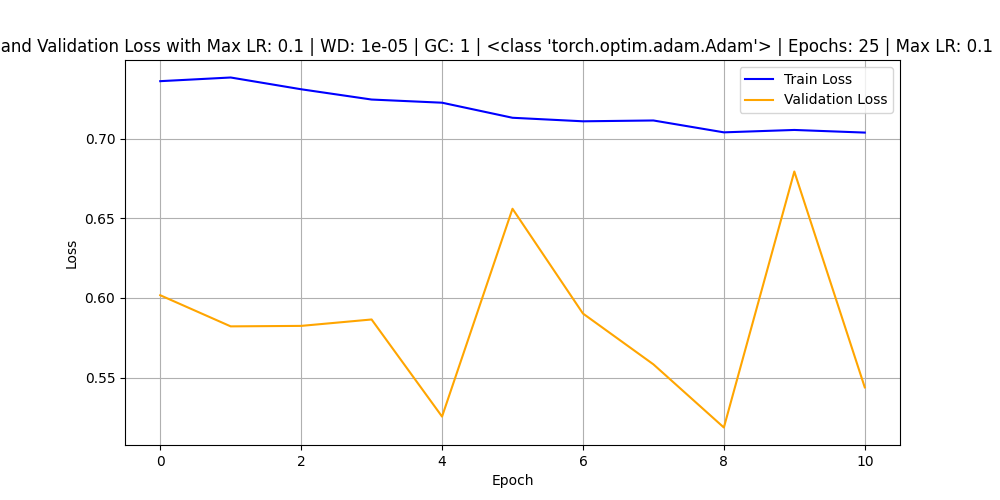 and Validation Loss with Max LR: 0.1 | WD: 1e-05 | GC: 1 | <class 'torch.optim.adam.Adam'> | Epochs: 25 | Max LR: 0.1
Train Loss
Validation Loss
0.70
0.65
0.60
0.55
Loss
0 2 4 6 8 10
Epoch